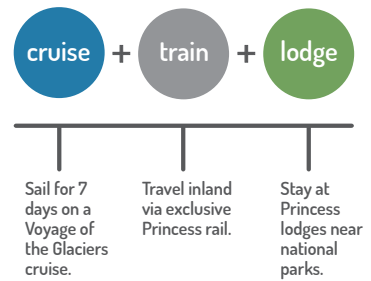 cruise + train + lodge
Sail for 7
days on a
Voyage of
the Glaciers
cruise.
Travel inland
via exclusive
Princess rail.
Stay at
Princess
lodges near
national
parks.